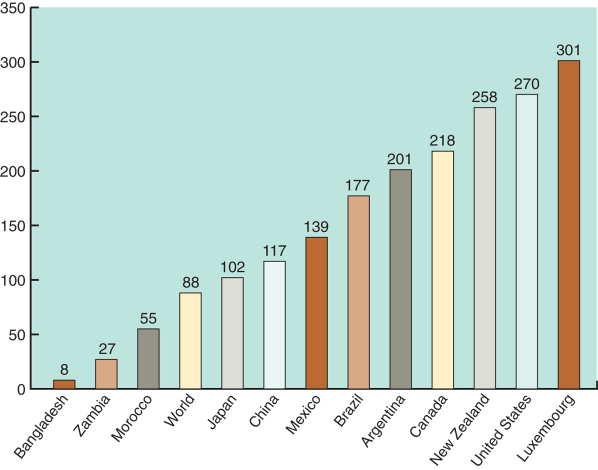 350
300
250
200
150
100
50
0
8
27
55
88
102
117
139
177
201
218
258
270
301
Bangladesh
Zambia
Morocco
World
Japan
China
Mexico
Brazil
Argentina
Canada
New Zealand
United States
Luxembourg